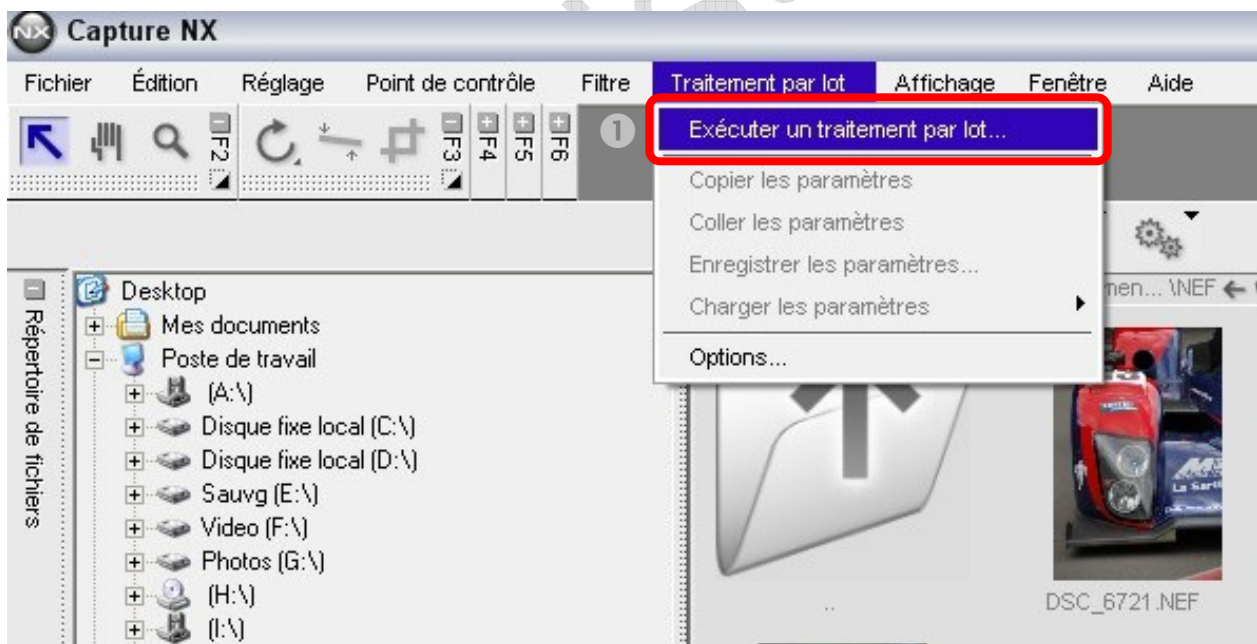 NX Capture NX
Fichier Édition Réglage Point de contrôle Filtre Traitement par lot Affichage Fenêtre Aide
F2 F3 F4 F5 F6
1
Exécuter un traitement par lot...
Copier les paramètres
Coller les paramètres
Enregistrer les paramètres...
Charger les paramètres
Options...
men... \NEF
Répertoire de fichiers
Desktop
Mes documents
Poste de travail
(A:\)
Disque fixe local (C:\)
Disque fixe local (D:\)
Sauvg (E:\)
Video (F:\)
Photos (G:\)
(H:\)
(I:\)
..
DSC_6721.NEF